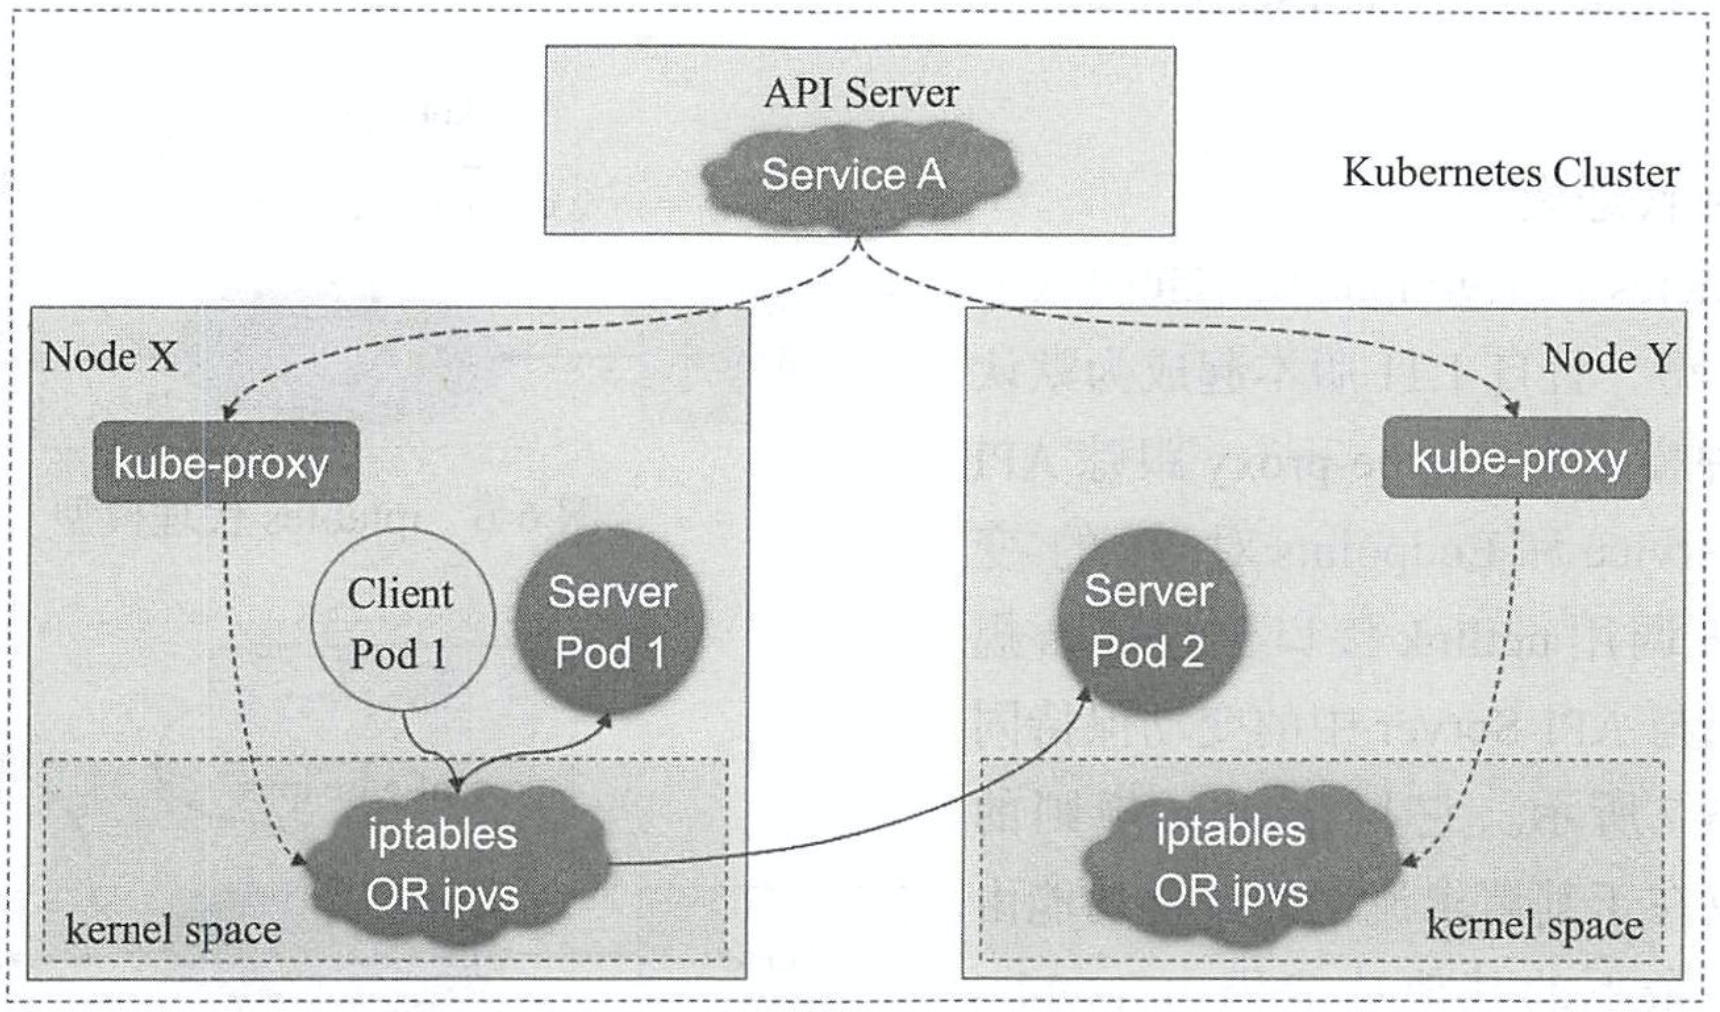 API Server
Service A
Kubernetes Cluster
Node X
kube-proxy
Client
Pod 1
Server
Pod 1
iptables
OR ipvs
kernel space
Node Y
kube-proxy
Server
Pod 2
iptables
OR ipvs
kernel space